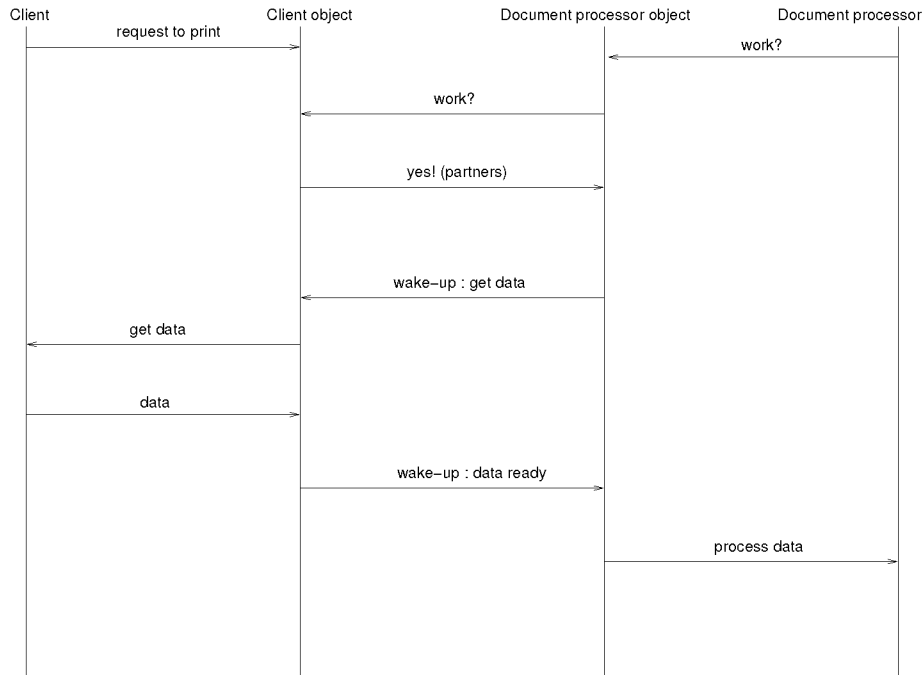 Client
Client object
Document processor object
Document processor
request to print
work?
work?
yes! (partners)
wake−up : get data
get data
data
wake−up : data ready
process data